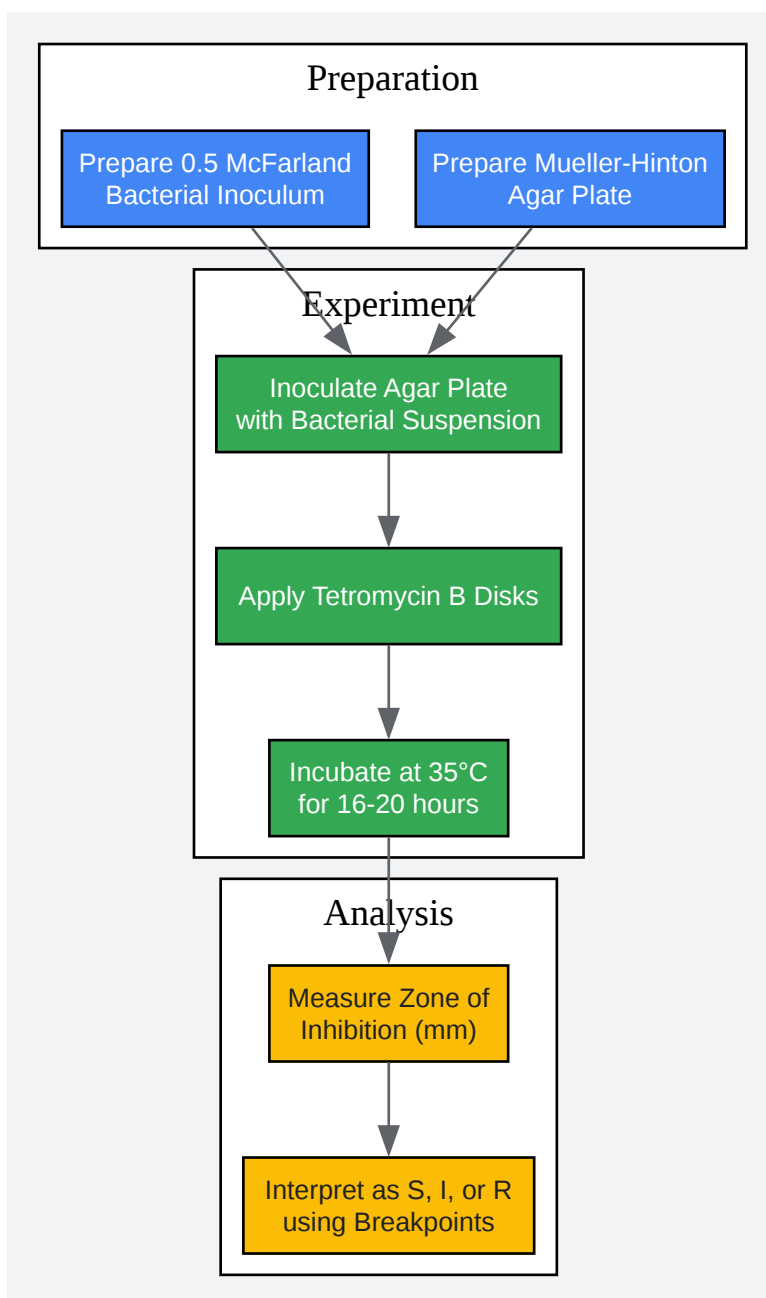 Preparation
Prepare 0.5 McFarland
Bacterial Inoculum
Prepare Mueller-Hinton
Agar Plate
Experiment
Inoculate Agar Plate
with Bacterial Suspension
Apply Tetromycin B Disks
Incubate at 35°C
for 16-20 hours
Analysis
Measure Zone of
Inhibition (mm)
Interpret as S, I, or R
using Breakpoints